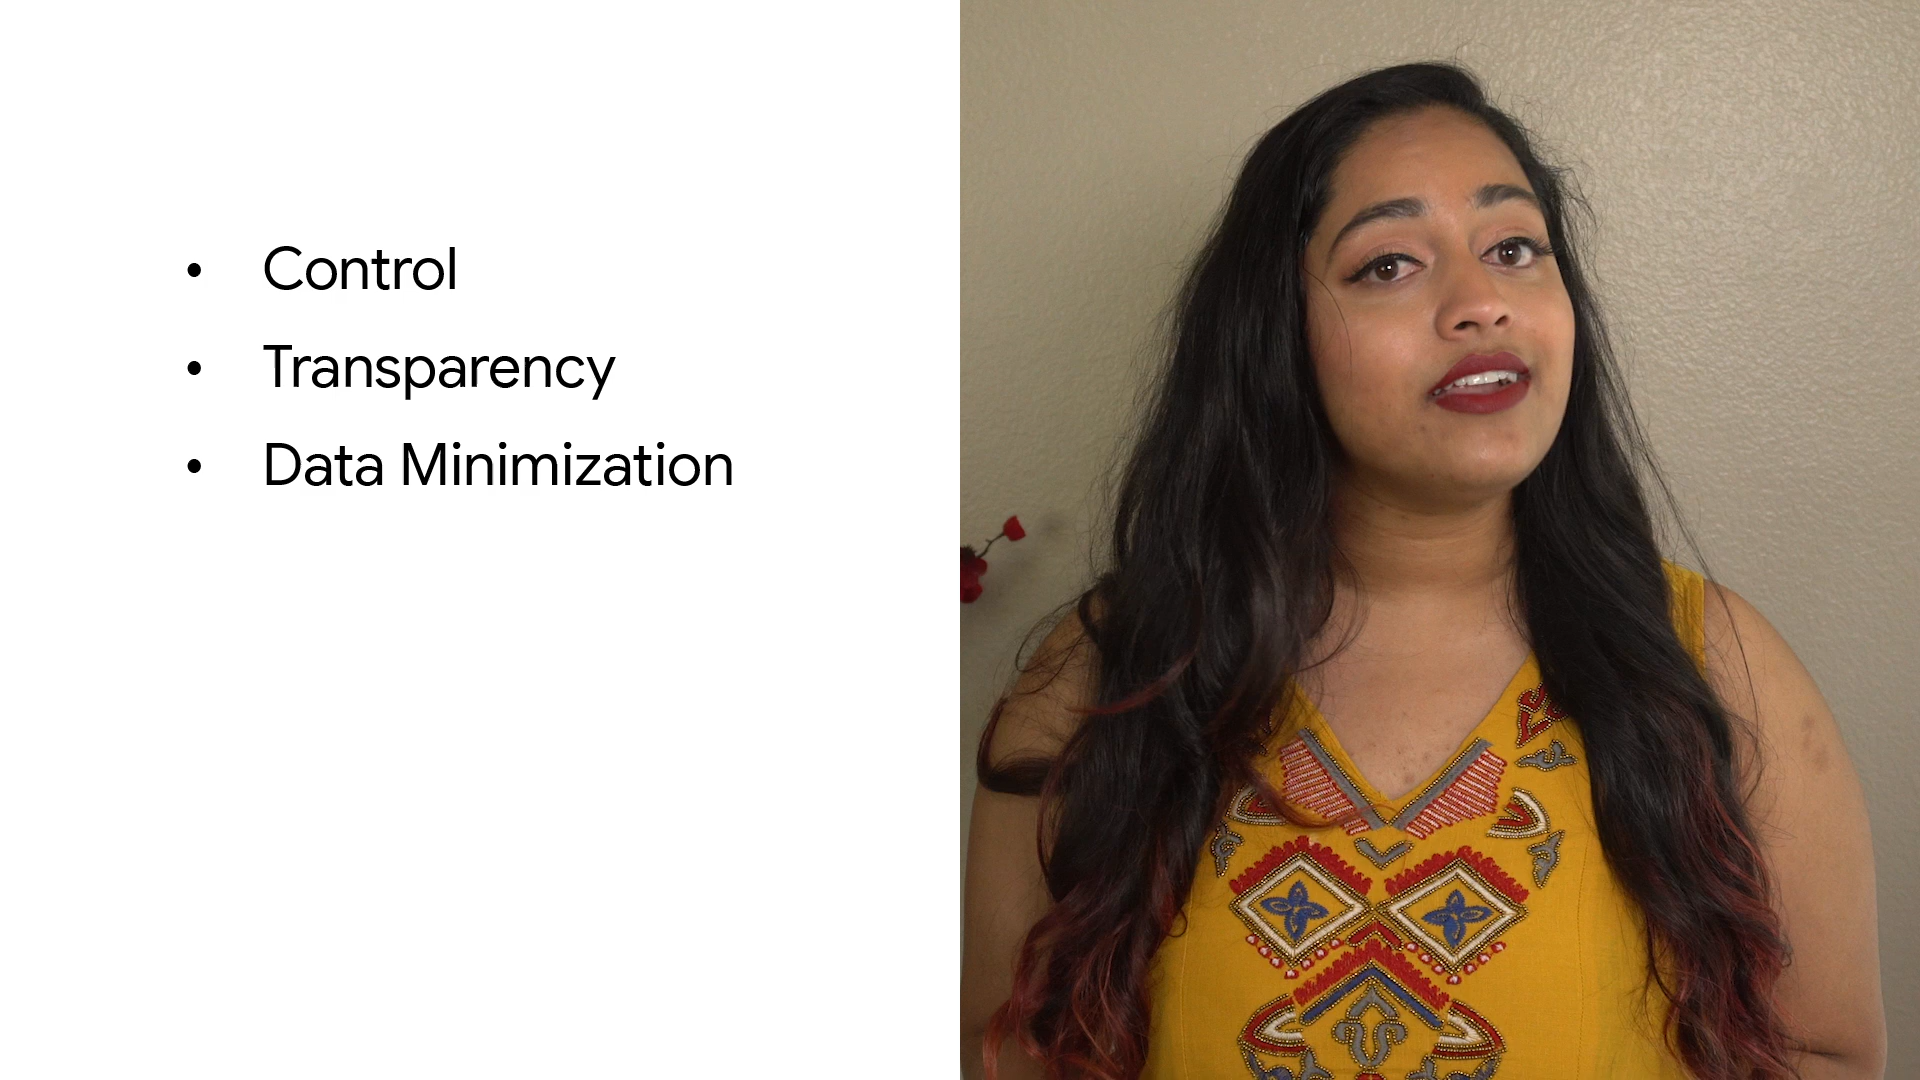 • Control
• Transparency
• Data Minimization